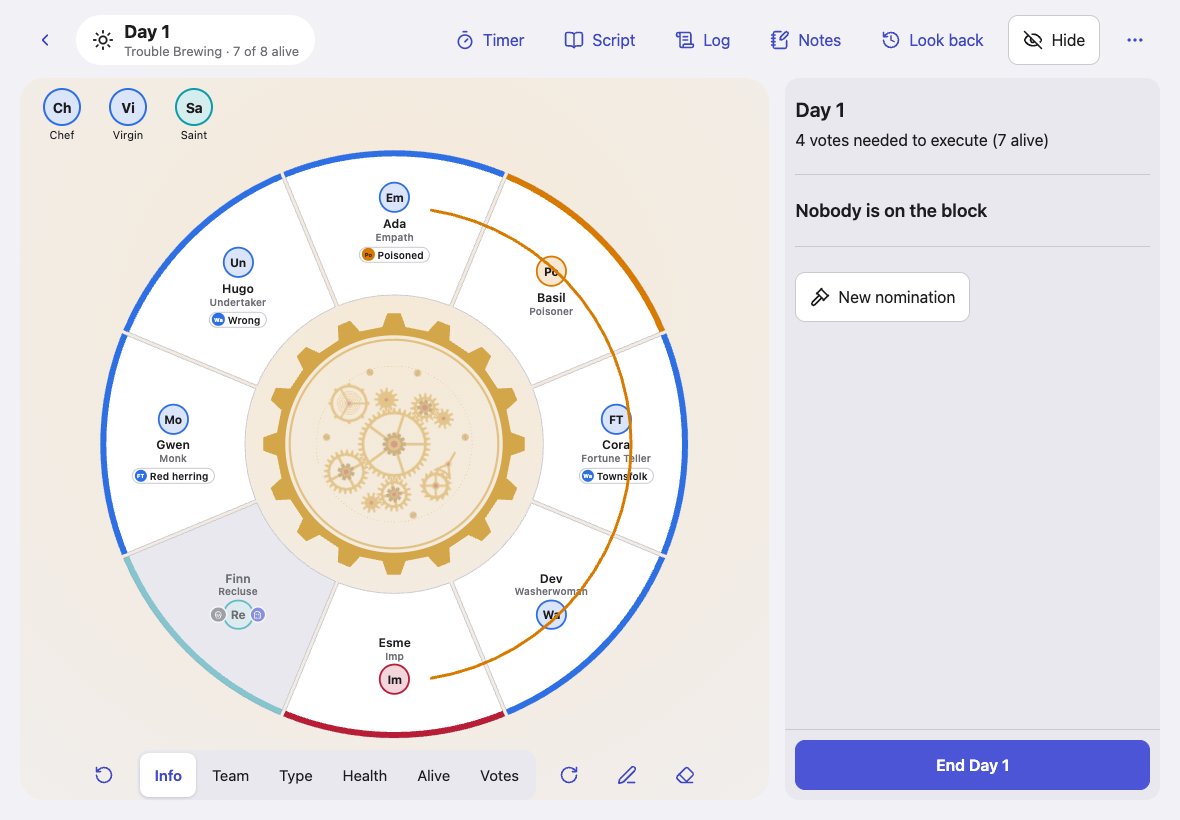 Day 1
Trouble Brewing · 7 of 8 alive
Timer
Script
Log
Notes
Look back
Hide
Ch
Chef
Vi
Virgin
Sa
Saint
Em
Ada
Empath
Po Poisoned
Po
Basil
Poisoner
Un
Hugo
Undertaker
Wa Wrong
FT
Cora
Fortune Teller
Wa Townsfolk
Mo
Gwen
Monk
FT Red herring
Dev
Washerwoman
Wa
Finn
Recluse
Re
Esme
Imp
Im
Info
Team
Type
Health
Alive
Votes
Day 1
4 votes needed to execute (7 alive)
Nobody is on the block
New nomination
End Day 1